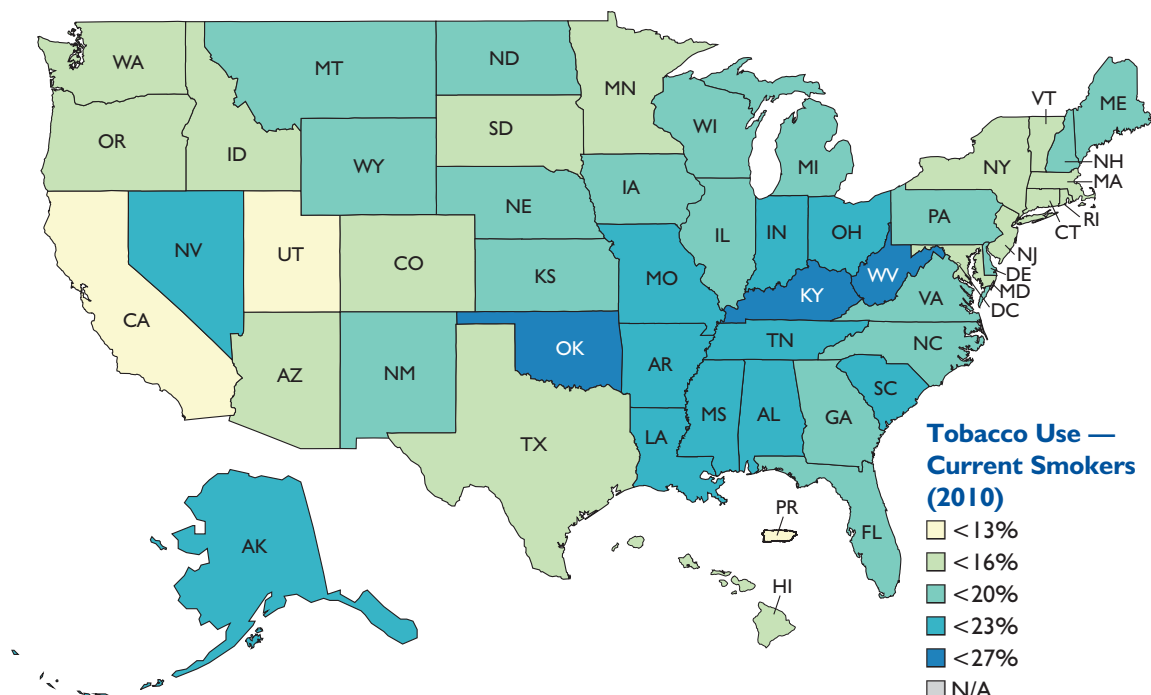 WA
MT
ND
MN
VT
ME
OR
ID
SD
WI
NY
NH
MA
WY
MI
RI
CT
IA
NE
PA
NV
UT
CO
IL
IN
OH
NJ
KS
MO
WV
DE
MD
DC
CA
KY
VA
AZ
NM
OK
TN
NC
AR
SC
TX
LA
MS
AL
GA
Tobacco Use —
Current Smokers
(2010)
PR
<13%
AK
FL
<16%
HI
<20%
<23%
<27%
N/A